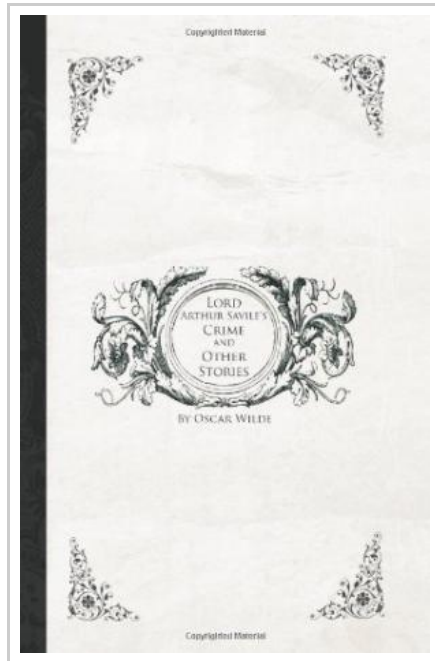 Copyrighted Material
LORD
ARTHUR SAVILE'S
CRIME
AND
OTHER
STORIES
BY OSCAR WILDE
Copyrighted Material